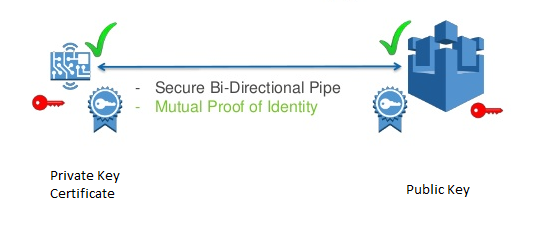 - Secure Bi-Directional Pipe
- Mutual Proof of Identity
Private Key
Certificate
Public Key